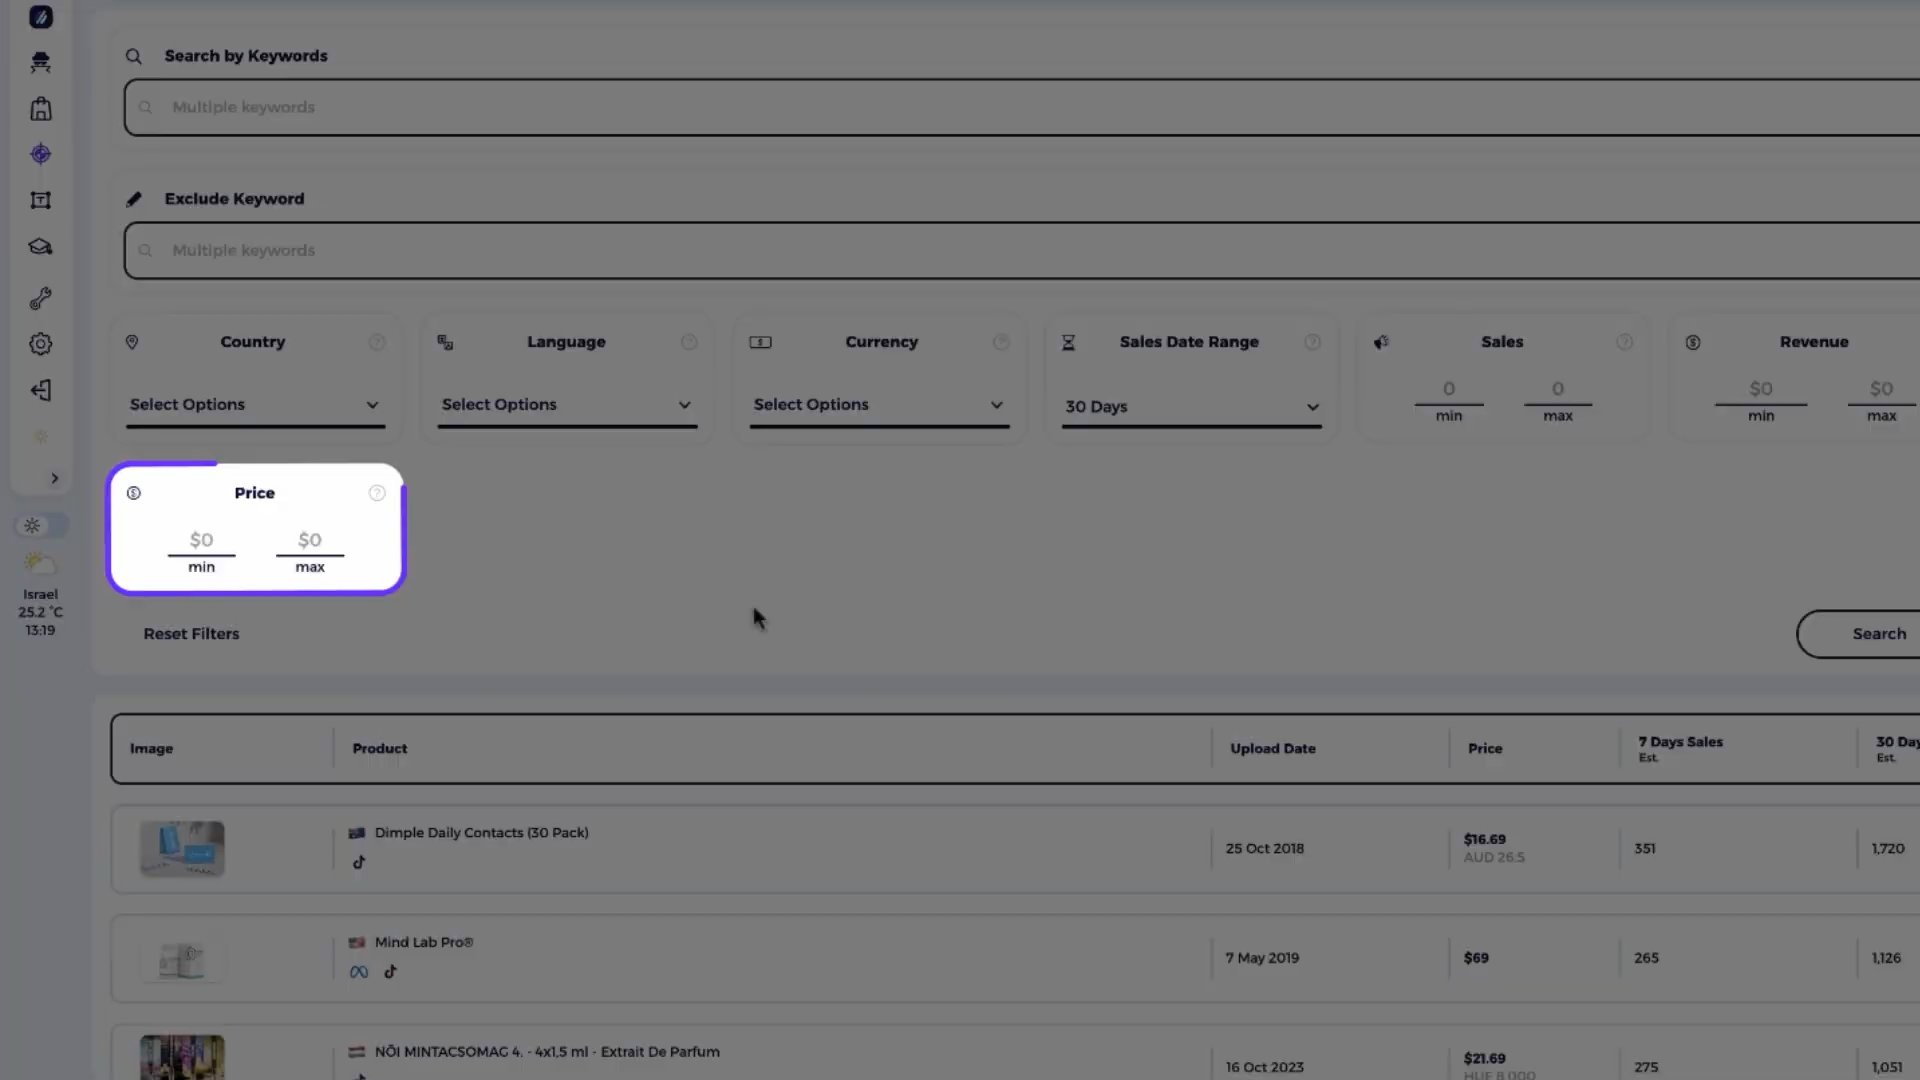 Search by Keywords
Multiple keywords
Exclude Keyword
Multiple keywords
Country
Language
Currency
Sales Date Range
Sales
Revenue
Select Options
Select Options
Select Options
30 Days
0
0
$0
$0
min
max
min
max
Price
$0
$0
min
max
Israel
25.2 °C
13:19
Reset Filters
Search
Image
Product
Upload Date
Price
7 Days Sales
Est.
30 Day
Est.
Dimple Daily Contacts (30 Pack)
25 Oct 2018
$16.69
AUD 26.5
351
1,720
Mind Lab Pro®
7 May 2019
$69
265
1,126
NŐI MINTACSOMAG 4. - 4x1,5 ml - Extrait De Parfum
16 Oct 2023
$21.69
HUF 8,000
275
1,051